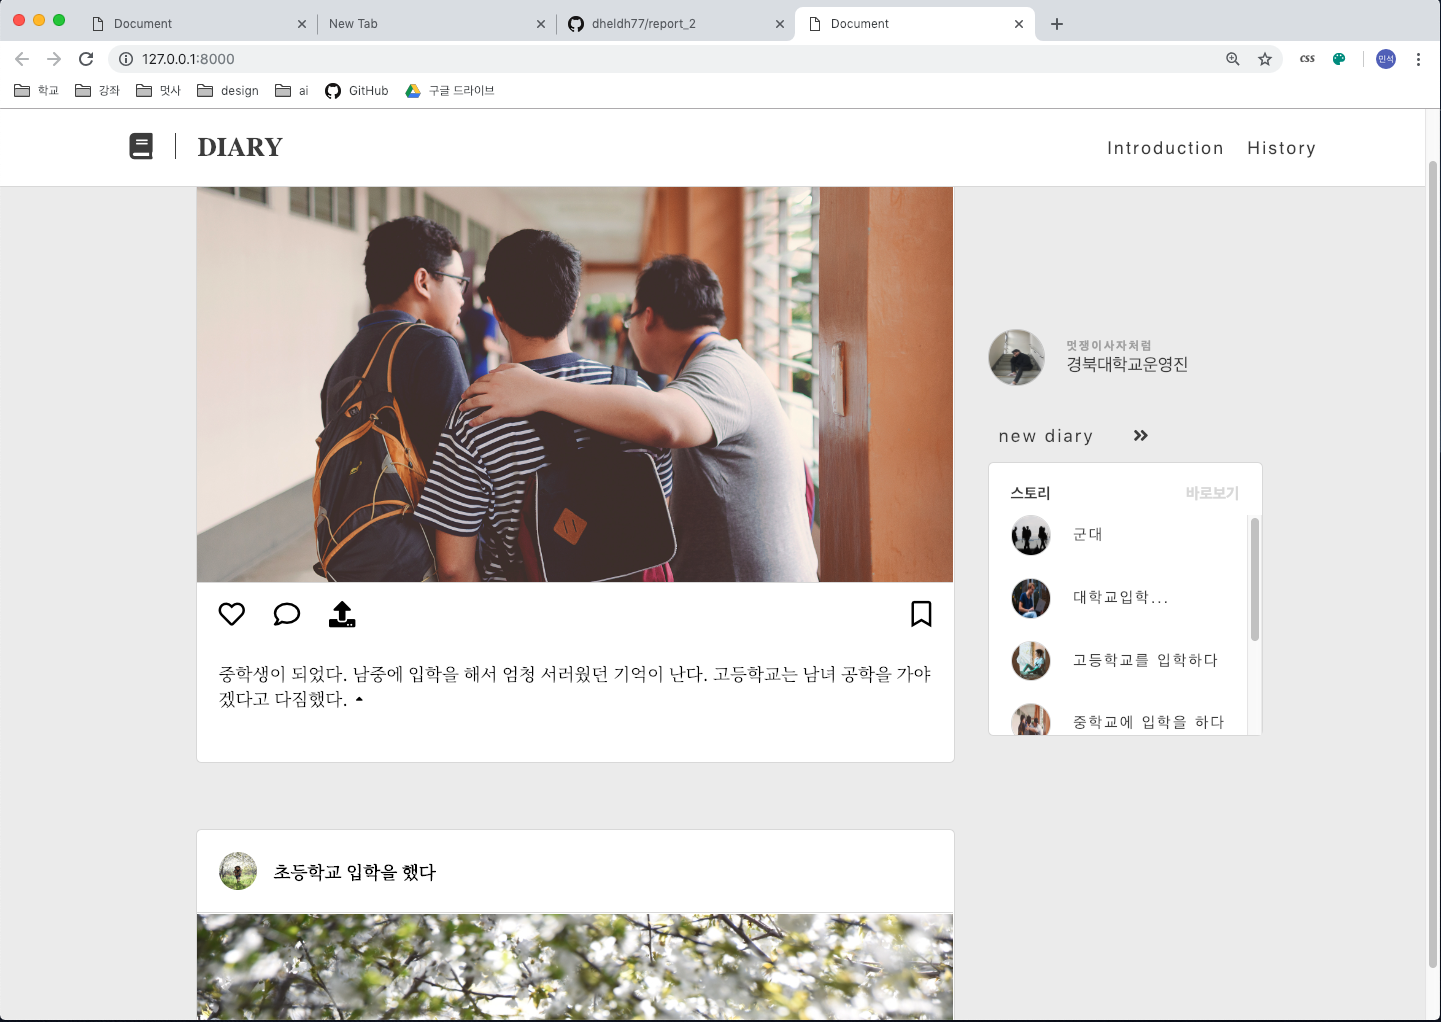 Document
New Tab
dheldh77/report_2
Document
127.0.0.1:8000
css
민석
학교
강좌
멋사
design
ai
GitHub
구글 드라이브
DIARY
Introduction
History
멋쟁이사자처럼
경북대학교운영진
new diary
스토리
바로보기
군대
대학교입학...
고등학교를 입학하다
중학교에 입학을 하다
중학생이 되었다. 남중에 입학을 해서 엄청 서러웠던 기억이 난다. 고등학교는 남녀 공학을 가야
겠다고 다짐했다.
초등학교 입학을 했다